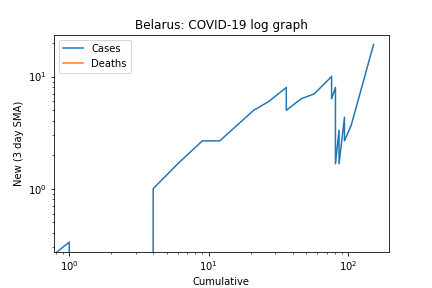 Belarus: COVID-19 log graph
Cases
Deaths
New (3 day SMA)
10¹
10⁰
10⁰ 10¹ 10²
Cumulative